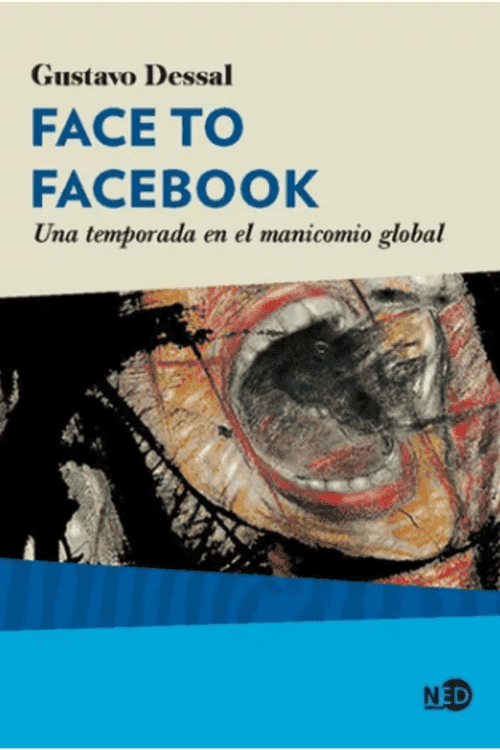 Gustavo Dessal
FACE TO
FACEBOOK
Una temporada en el manicomio global
NED